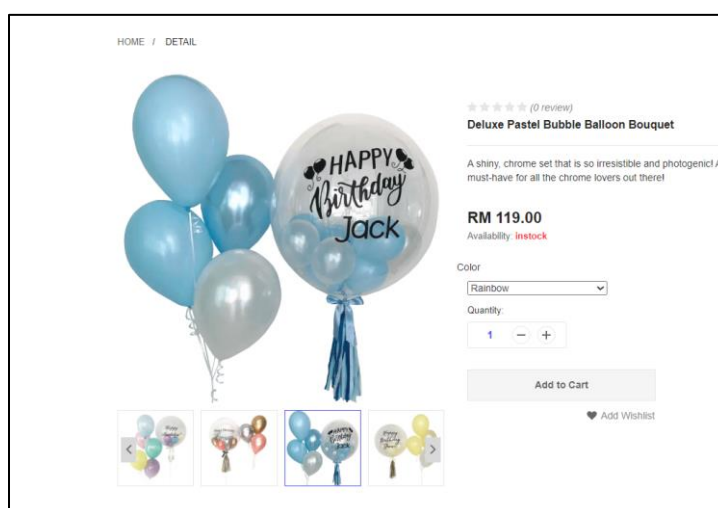 HOME / DETAIL
HAPPY
Birthday
Jack
(0 review)
Deluxe Pastel Bubble Balloon Bouquet
A shiny, chrome set that is so irresistible and photogenic! A
must-have for all the chrome lovers out there!
RM 119.00
Availability: instock
Color
Rainbow
Quantity:
1 − +
Add to Cart
Add Wishlist